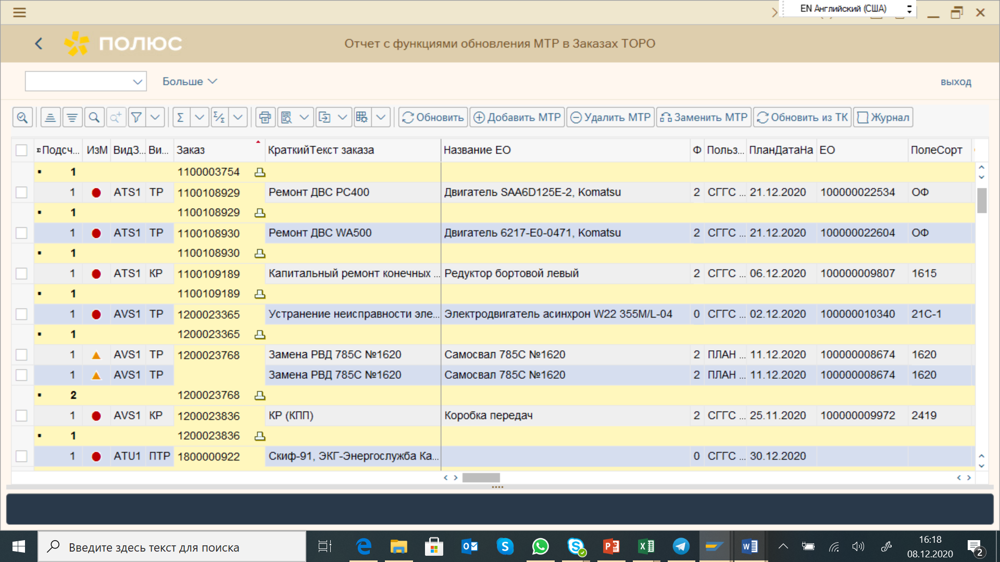 EN Английский (США)
ПОЛЮС
Отчет с функциями обновления МТР в Заказах ТОРО
Больше
выход
Обновить Добавить МТР Удалить МТР Заменить МТР Обновить из ТК Журнал
Подсч... ИзМ ВидЗ... Ви... Заказ КраткийТекст заказа Название ЕО Ф Польз... ПланДатаНа ЕО ПолеСорт
1 1100003754
1 ATS1 ТР 1100108929 Ремонт ДВС PC400 Двигатель SAA6D125E-2, Komatsu 2 СГГС ... 21.12.2020 100000022534 ОФ
1 1100108929
1 ATS1 ТР 1100108930 Ремонт ДВС WA500 Двигатель 6217-E0-0471, Komatsu 2 СГГС ... 21.12.2020 100000022604 ОФ
1 1100108930
1 ATS1 КР 1100109189 Капитальный ремонт конечных ... Редуктор бортовой левый 2 СГГС ... 06.12.2020 100000009807 1615
1 1100109189
1 AVS1 ТР 1200023365 Устранение неисправности эле... Электродвигатель асинхрон W22 355M/L-04 0 СГГС ... 02.12.2020 100000010340 21С-1
1 1200023365
1 AVS1 ТР 1200023768 Замена РВД 785С №1620 Самосвал 785С №1620 2 ПЛАН ... 11.12.2020 100000008674 1620
1 AVS1 ТР Замена РВД 785С №1620 Самосвал 785С №1620 2 ПЛАН ... 11.12.2020 100000008674 1620
2 1200023768
1 AVS1 КР 1200023836 КР (КПП) Коробка передач 2 СГГС ... 25.11.2020 100000009972 2419
1 1200023836
1 ATU1 ПТР 1800000922 Скиф-91, ЭКГ-Энергослужба Ка... 0 СГГС ... 30.12.2020
Введите здесь текст для поиска
16:18
08.12.2020
2